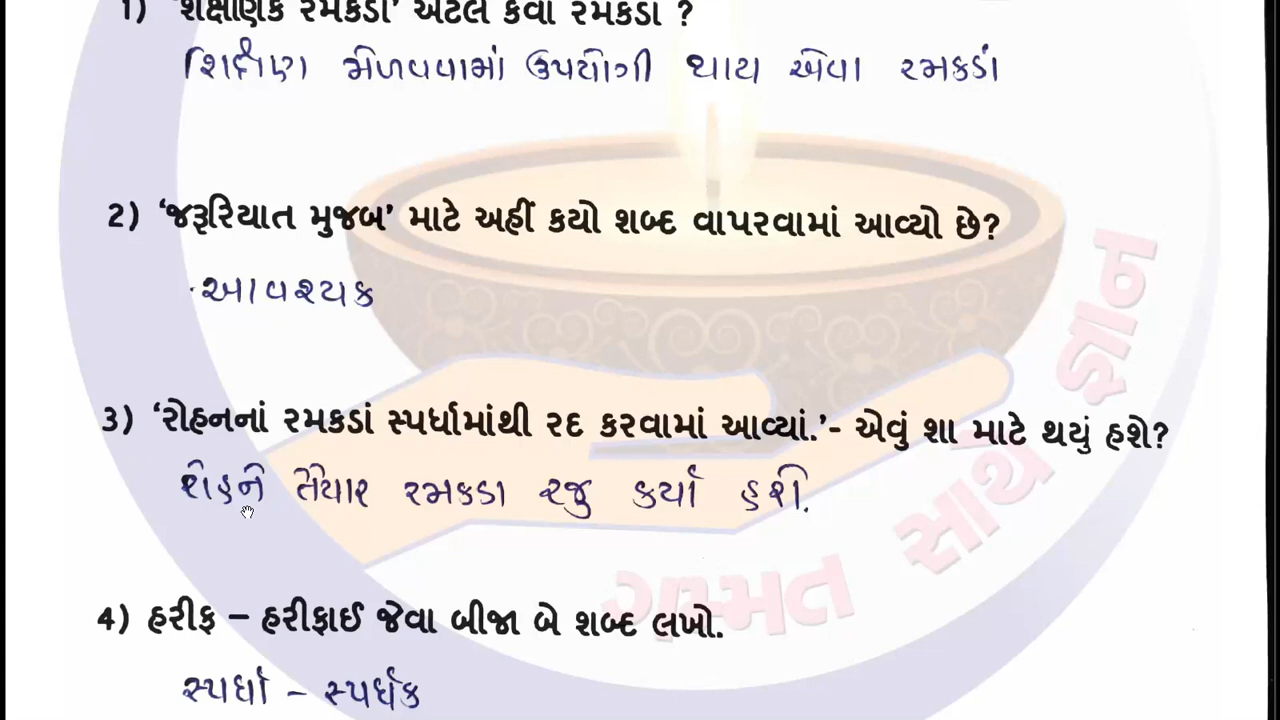 1) ‘શૈક્ષણિક રમકડાં’ એટલે કેવાં રમકડાં ?
શિક્ષણ મેળવવામાં ઉપયોગી થાય એવા રમકડાં
2) ‘જરૂરિયાત મુજબ’ માટે અહીં કયો શબ્દ વાપરવામાં આવ્યો છે?
આવશ્યક
3) ‘રોહનનાં રમકડાં સ્પર્ધામાંથી રદ કરવામાં આવ્યાં.’- એવું શા માટે થયું હશે?
રોહને તૈયાર રમકડા રજુ કર્યા હશે.
4) હરીફ – હરીફાઈ જેવા બીજા બે શબ્દ લખો.
સ્પર્ધા – સ્પર્ધક
ગમ્મત સાથે જ્ઞાન